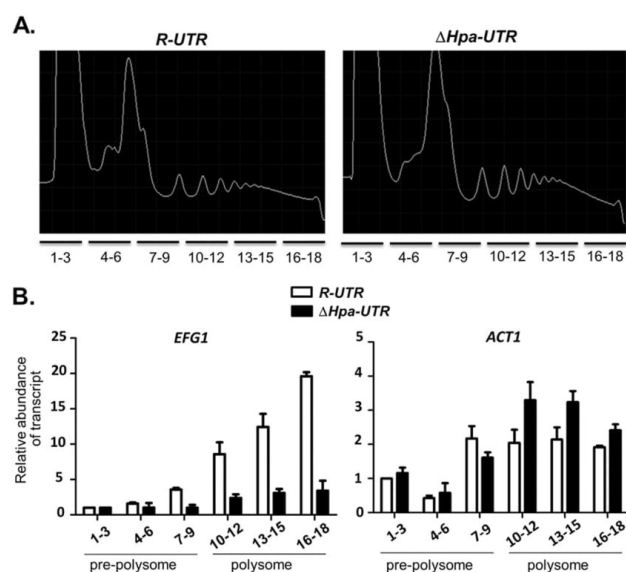 A.
R-UTR
ΔHpa-UTR
1-3 4-6 7-9 10-12 13-15 16-18
1-3 4-6 7-9 10-12 13-15 16-18
B.
R-UTR
ΔHpa-UTR
EFG1
ACT1
Relative abundance
of transcript
25
20
15
10
5
0
5
4
3
2
1
0
1-3 4-6 7-9 10-12 13-15 16-18
1-3 4-6 7-9 10-12 13-15 16-18
pre-polysome polysome
pre-polysome polysome